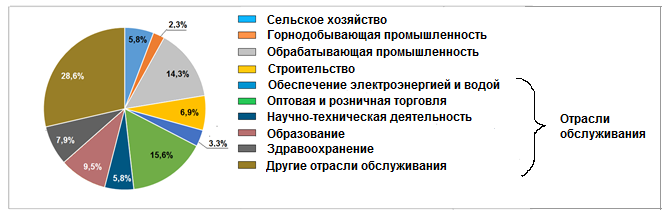 2,3%
5,8%
14,3%
6,9%
3.3%
15,6%
5,8%
9,5%
7,9%
28,6%
Сельское хозяйство
Горнодобывающая промышленность
Обрабатывающая промышленность
Строительство
Обеспечение электроэнергией и водой
Оптовая и розничная торговля
Научно-техническая деятельность
Образование
Здравоохранение
Другие отрасли обслуживания
Отрасли
обслуживания